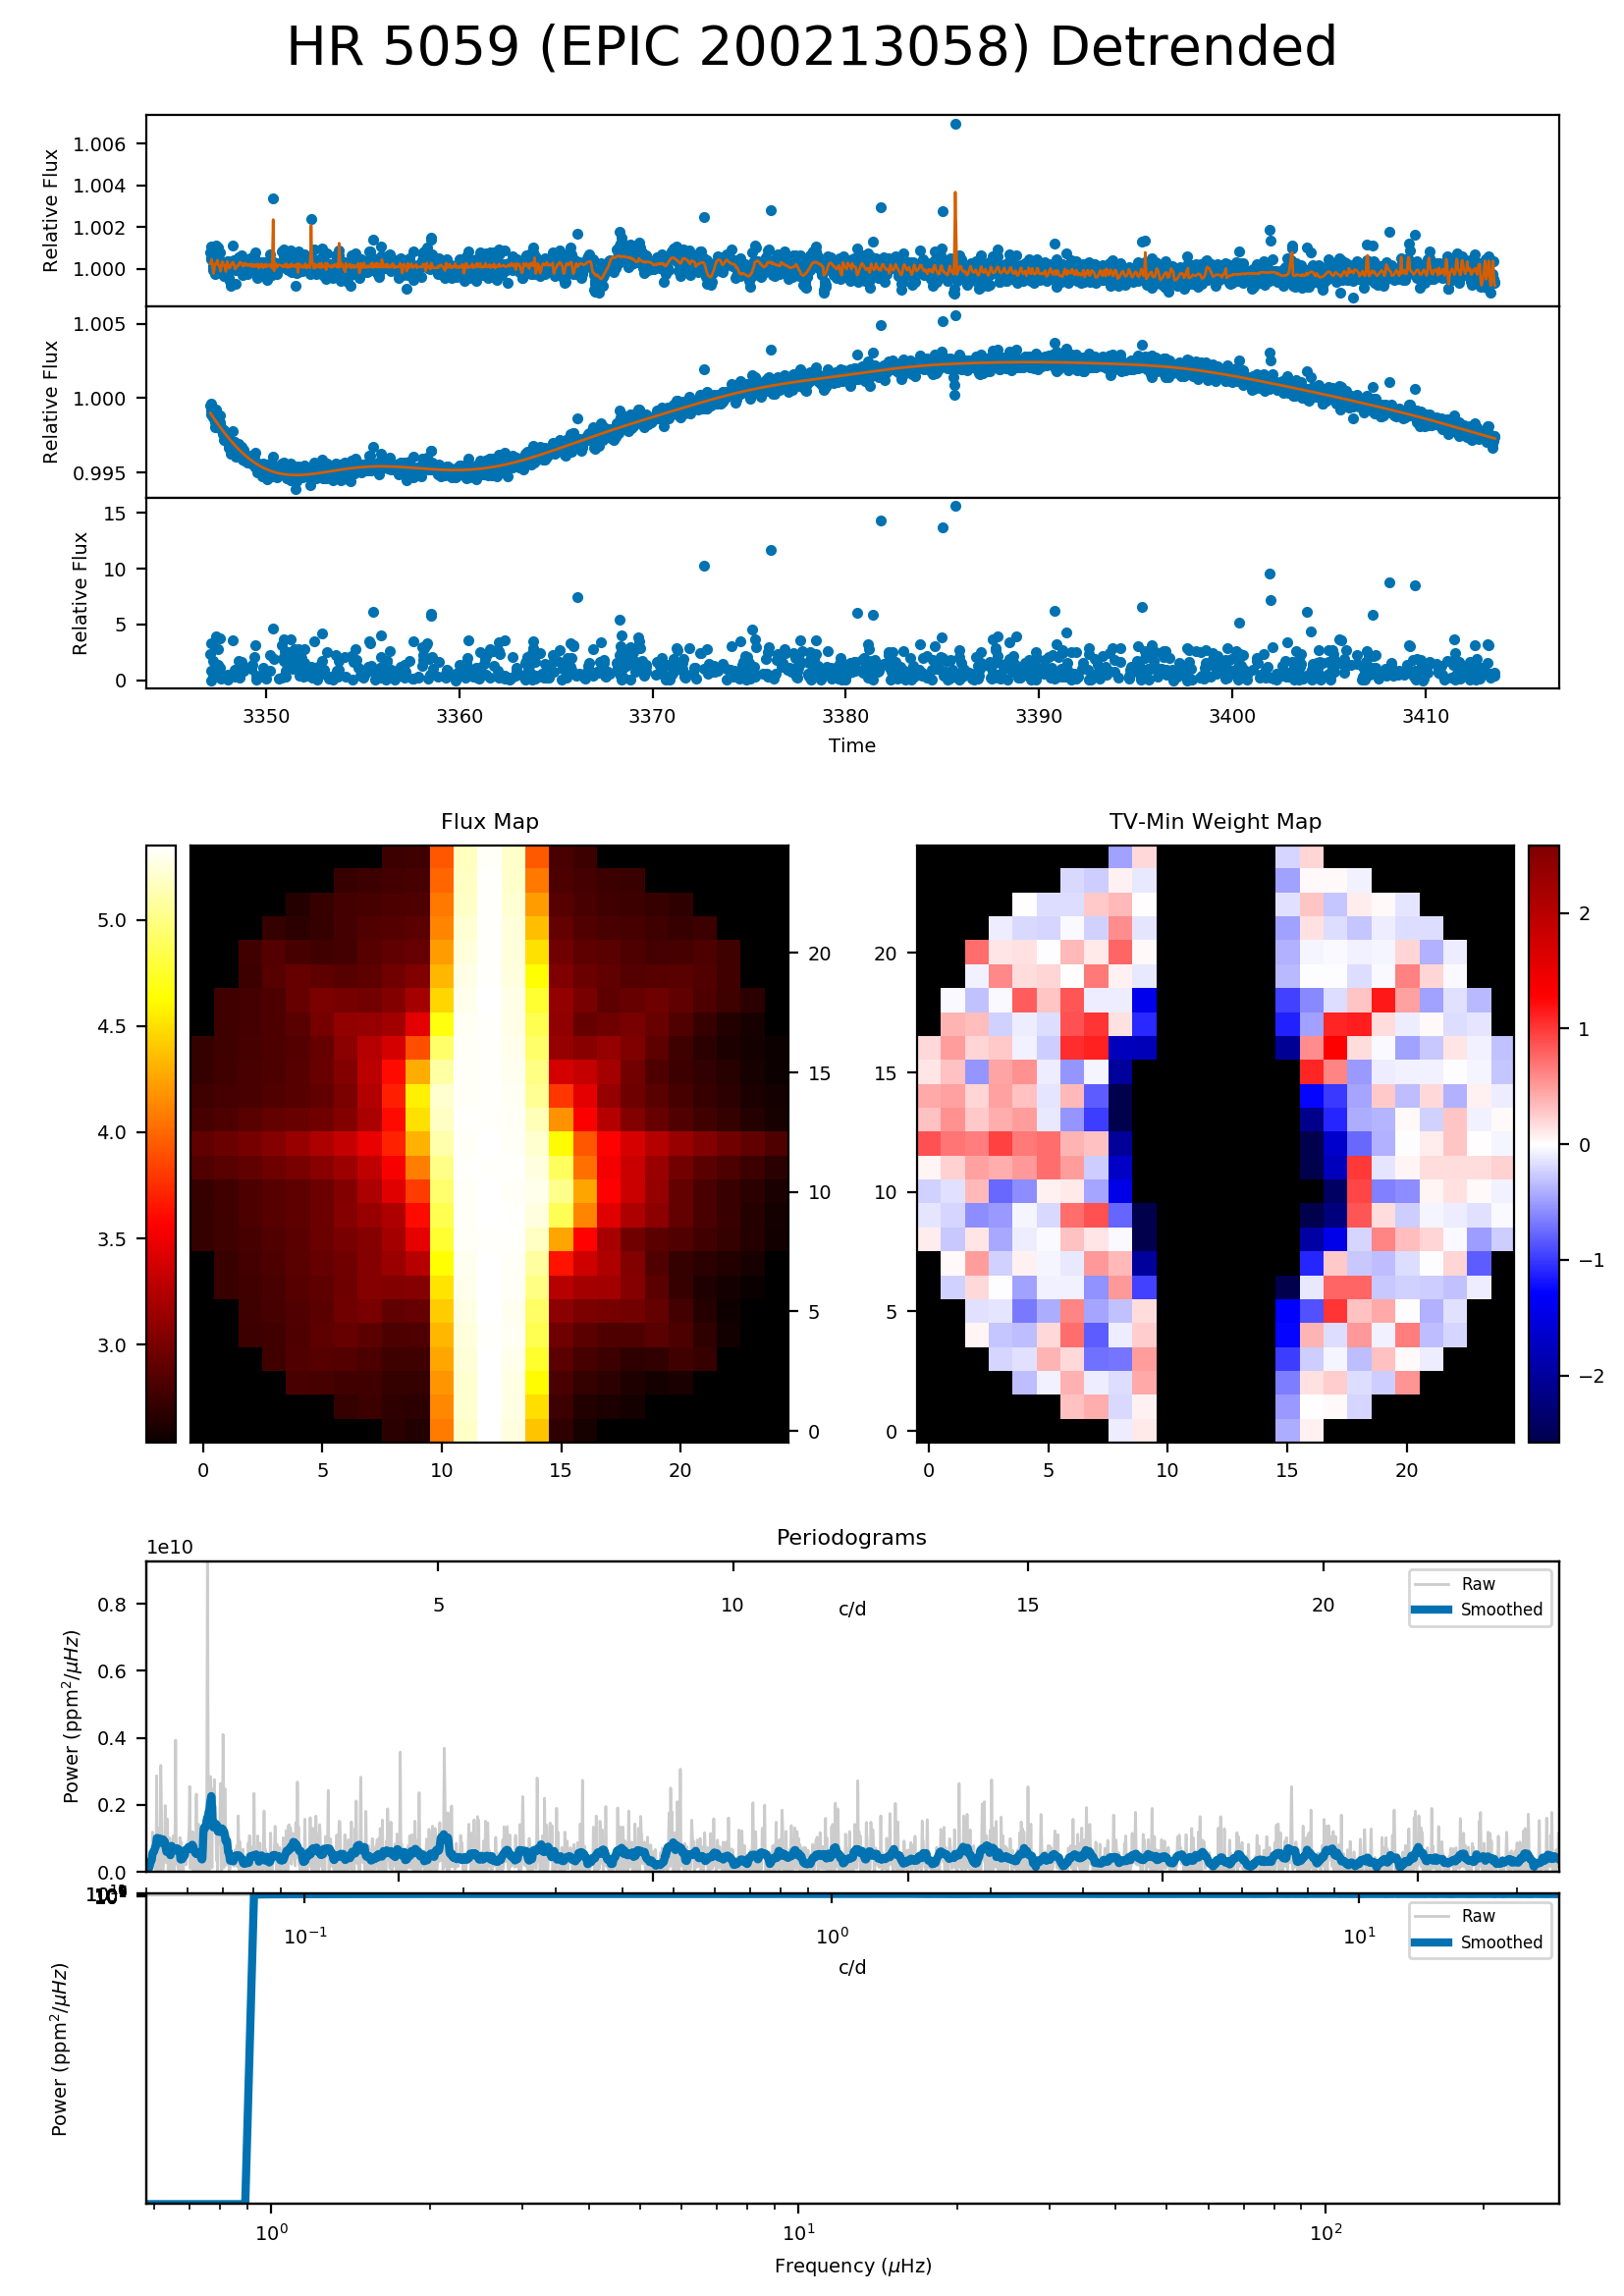 HR 5059 (EPIC 200213058) Detrended
1.006
1.004
1.002
1.000
Relative Flux
1.005
1.000
0.995
Relative Flux
15
10
5
0
Relative Flux
3350 3360 3370 3380 3390 3400 3410
Time
Flux Map
5.0
4.5
4.0
3.5
3.0
20
15
10
5
0
0 5 10 15 20
TV-Min Weight Map
20
15
10
5
0
0 5 10 15 20
2
1
0
−1
−2
Periodograms
1e10
0.8
0.6
0.4
0.2
0.0
Power (ppm²/μHz)
5 10 15 20
c/d
Raw
Smoothed
10⁻¹ 10⁰ 10¹
c/d
Raw
Smoothed
Power (ppm²/μHz)
10⁰ 10¹ 10²
Frequency (μHz)